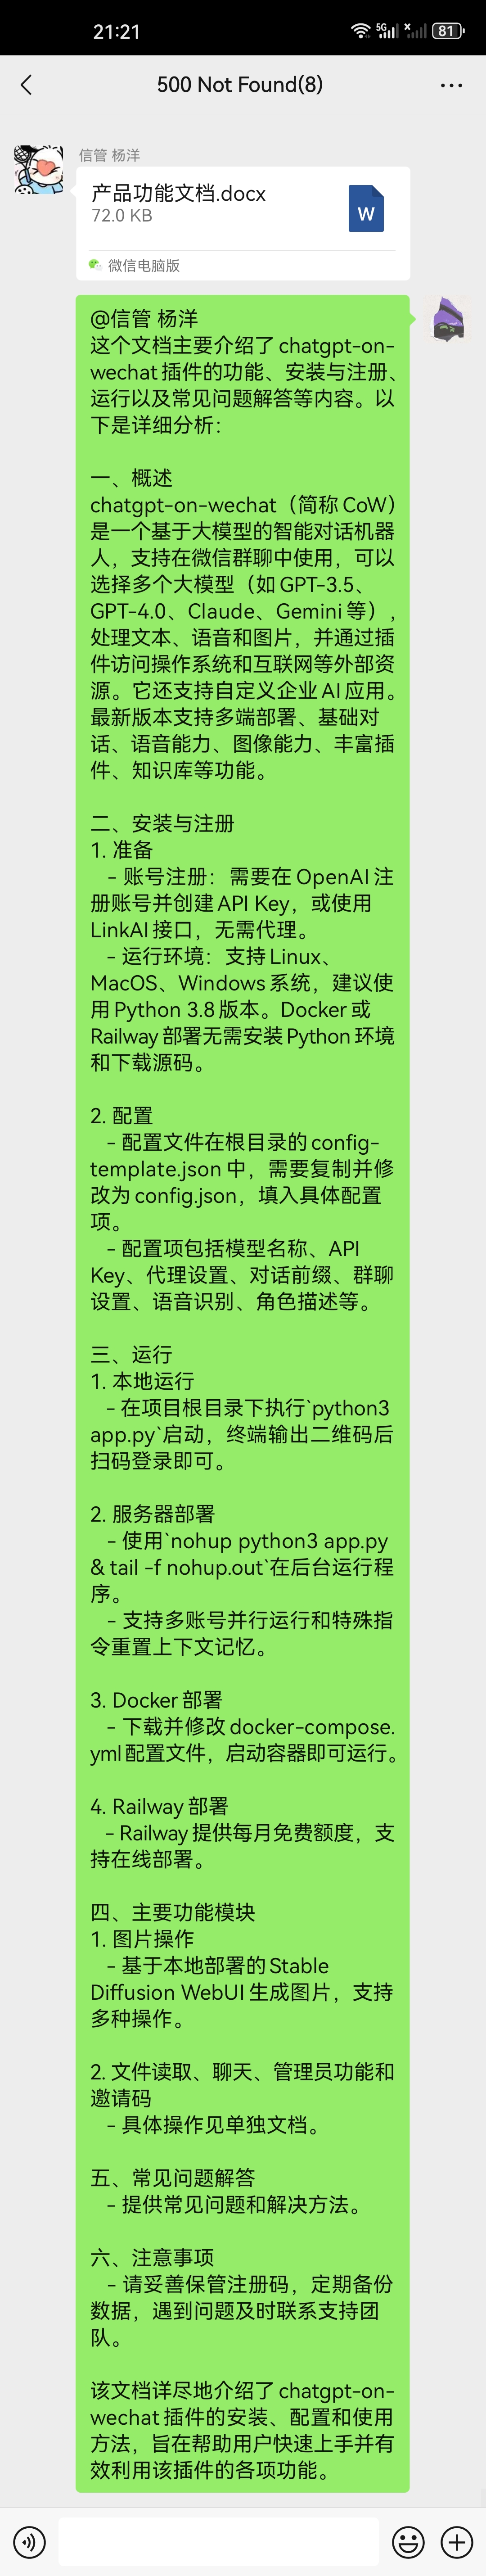 21:21
5G
81
500 Not Found(8)
信管 杨洋
产品功能文档.docx
72.0 KB
W
微信电脑版
@信管 杨洋
这个文档主要介绍了 chatgpt-on-
wechat 插件的功能、安装与注册、
运行以及常见问题解答等内容。以
下是详细分析：
一、概述
chatgpt-on-wechat（简称 CoW）
是一个基于大模型的智能对话机器
人，支持在微信群聊中使用，可以
选择多个大模型（如 GPT-3.5、
GPT-4.0、Claude、Gemini 等），
处理文本、语音和图片，并通过插
件访问操作系统和互联网等外部资
源。它还支持自定义企业 AI 应用。
最新版本支持多端部署、基础对
话、语音能力、图像能力、丰富插
件、知识库等功能。
二、安装与注册
1. 准备
- 账号注册：需要在 OpenAI 注
册账号并创建 API Key，或使用
LinkAI 接口，无需代理。
- 运行环境：支持 Linux、
MacOS、Windows 系统，建议使
用 Python 3.8 版本。Docker 或
Railway 部署无需安装 Python 环境
和下载源码。
2. 配置
- 配置文件在根目录的 config-
template.json 中，需要复制并修
改为 config.json，填入具体配置
项。
- 配置项包括模型名称、API
Key、代理设置、对话前缀、群聊
设置、语音识别、角色描述等。
三、运行
1. 本地运行
- 在项目根目录下执行`python3
app.py`启动，终端输出二维码后
扫码登录即可。
2. 服务器部署
- 使用`nohup python3 app.py
& tail -f nohup.out`在后台运行程
序。
- 支持多账号并行运行和特殊指
令重置上下文记忆。
3. Docker 部署
- 下载并修改 docker-compose.
yml 配置文件，启动容器即可运行。
4. Railway 部署
- Railway 提供每月免费额度，支
持在线部署。
四、主要功能模块
1. 图片操作
- 基于本地部署的 Stable
Diffusion WebUI 生成图片，支持
多种操作。
2. 文件读取、聊天、管理员功能和
邀请码
- 具体操作见单独文档。
五、常见问题解答
- 提供常见问题和解决方法。
六、注意事项
- 请妥善保管注册码，定期备份
数据，遇到问题及时联系支持团
队。
该文档详尽地介绍了 chatgpt-on-
wechat 插件的安装、配置和使用
方法，旨在帮助用户快速上手并有
效利用该插件的各项功能。